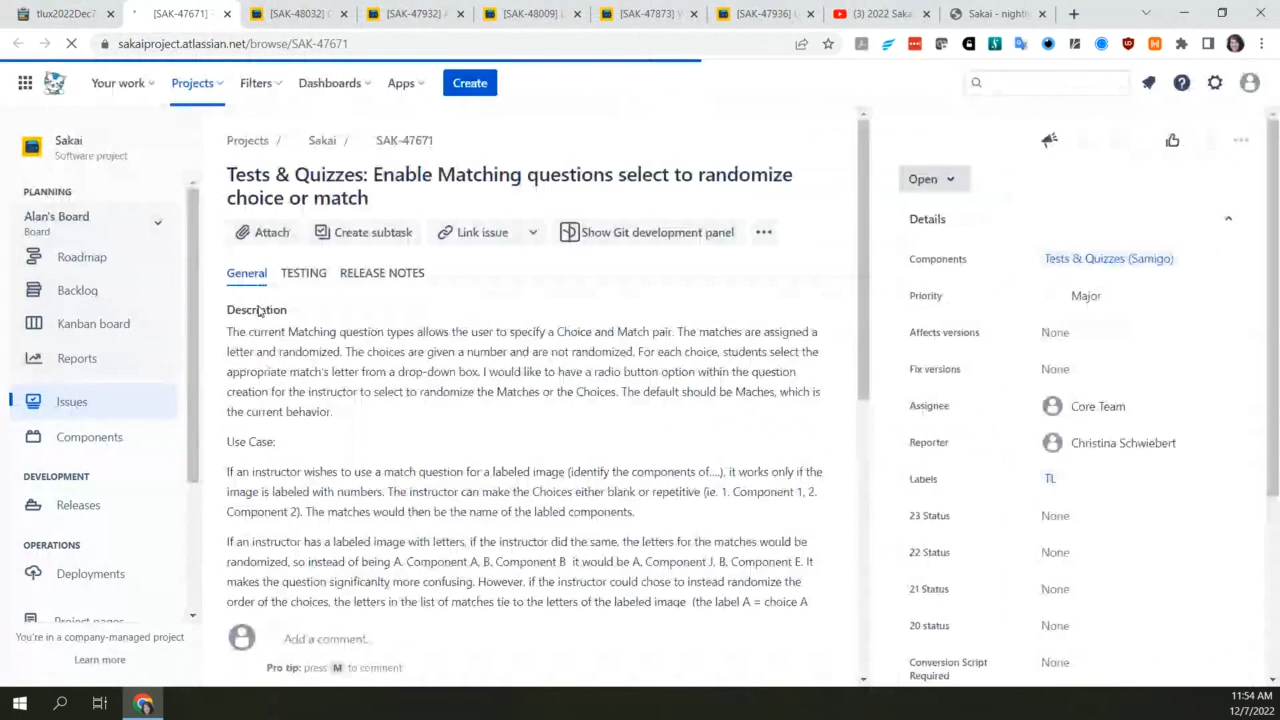 tlux2022Dec7
[SAK-47671] -
[SAK-48032] C
[SAK-47932] A
[SAK-48009] L
[SAK-47873] V
[SAK-47936] L
(3) 2022 Saka
Sakai - nightly
sakaiproject.atlassian.net/browse/SAK-47671
Your work
Projects
Filters
Dashboards
Apps
Create
Sakai
Software project
PLANNING
Alan's Board
Board
Roadmap
Backlog
Kanban board
Reports
Issues
Components
DEVELOPMENT
Releases
OPERATIONS
Deployments
Project pages
You're in a company-managed project
Learn more
Projects / Sakai / SAK-47671
Tests & Quizzes: Enable Matching questions select to randomize
choice or match
Attach
Create subtask
Link issue
Show Git development panel
General
TESTING
RELEASE NOTES
Description
The current Matching question types allows the user to specify a Choice and Match pair. The matches are assigned a
letter and randomized. The choices are given a number and are not randomized. For each choice, students select the
appropriate match's letter from a drop-down box. I would like to have a radio button option within the question
creation for the instructor to select to randomize the Matches or the Choices. The default should be Maches, which is
the current behavior.
Use Case:
If an instructor wishes to use a match question for a labeled image (identify the components of....), it works only if the
image is labeled with numbers. The instructor can make the Choices either blank or repetitive (ie. 1. Component 1, 2.
Component 2). The matches would then be the name of the labled components.
If an instructor has a labeled image with letters, if the instructor did the same, the letters for the matches would be
randomized, so instead of being A. Component A, B. Component B it would be A. Component J, B. Component E. It
makes the question significanlty more confusing. However, if the instructor could chose to instead randomize the
order of the choices, the letters in the list of matches tie to the letters of the labeled image (the label A = choice A
Add a comment...
Pro tip: press M to comment
Open
Details
Components
Tests & Quizzes (Samigo)
Priority
Major
Affects versions
None
Fix versions
None
Assignee
Core Team
Reporter
Christina Schwiebert
Labels
TL
23 Status
None
22 Status
None
21 Status
None
20 status
None
Conversion Script
Required
None
11:54 AM
12/7/2022